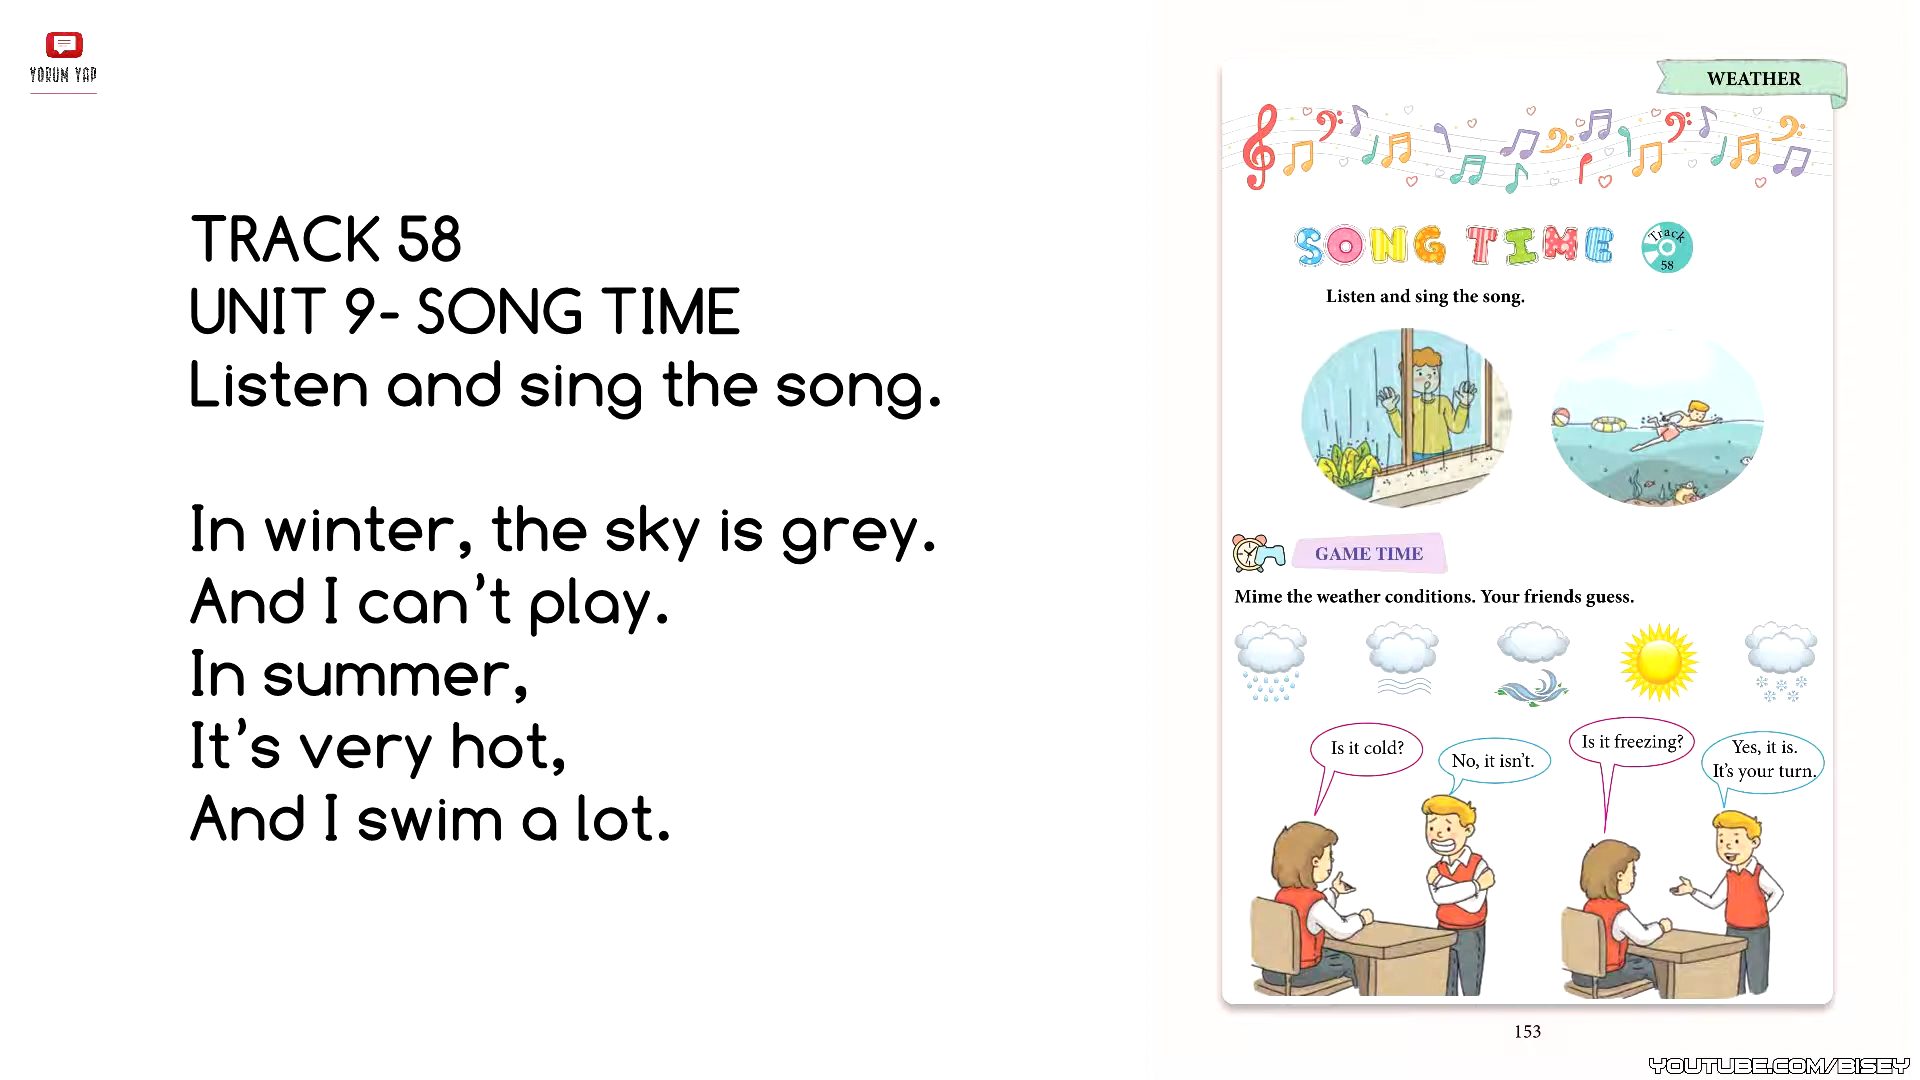 YORUM YAP
TRACK 58
UNIT 9- SONG TIME
Listen and sing the song.
In winter, the sky is grey.
And I can't play.
In summer,
It's very hot,
And I swim a lot.
WEATHER
SONG TIME
Track
58
Listen and sing the song.
GAME TIME
Mime the weather conditions. Your friends guess.
Is it cold?
No, it isn't.
Is it freezing?
Yes, it is.
It's your turn.
153
YOUTUBE.COM/BISEY